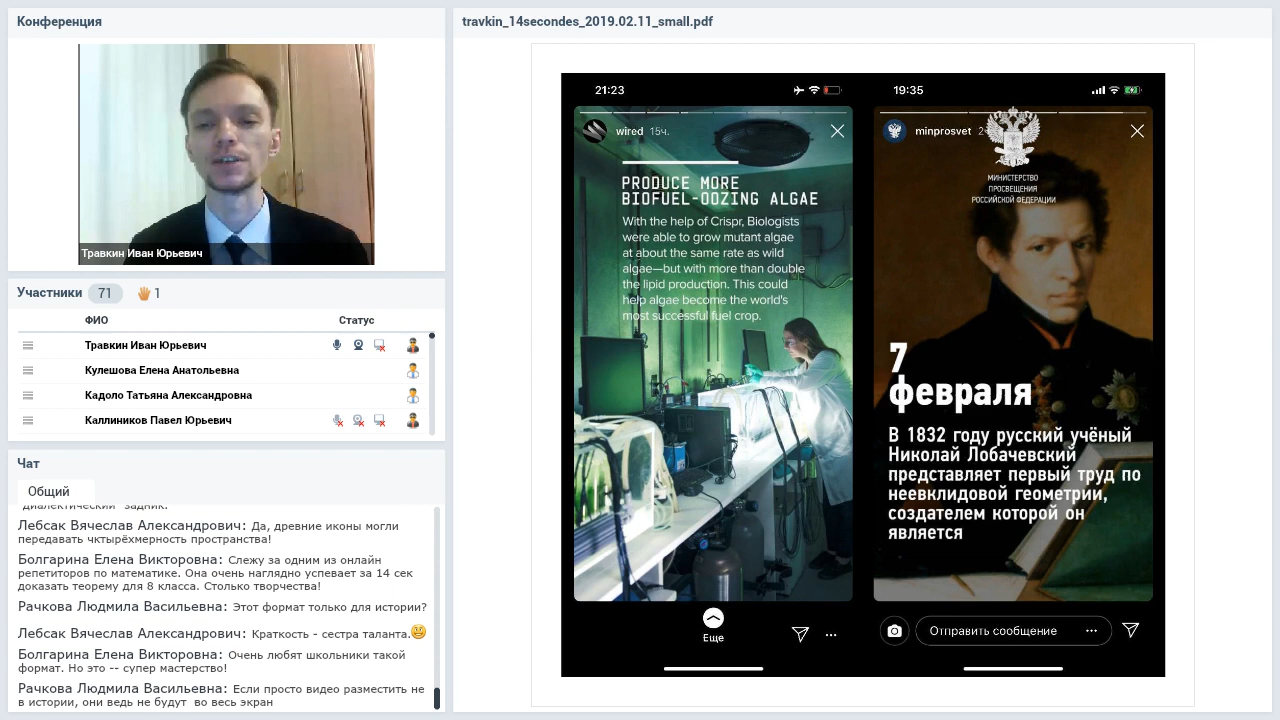 Конференция
Травкин Иван Юрьевич
Участники 71 1
ФИО Статус
Травкин Иван Юрьевич
Кулешова Елена Анатольевна
Кадоло Татьяна Александровна
Каллиников Павел Юрьевич
Чат
Общий
диалектический задник.
Лебсак Вячеслав Александрович: Да, древние иконы могли
передавать чктырёхмерность пространства!
Болгарина Елена Викторовна: Слежу за одним из онлайн
репетиторов по математике. Она очень наглядно успевает за 14 сек
доказать теорему для 8 класса. Столько творчества!
Рачкова Людмила Васильевна: Этот формат только для истории?
Лебсак Вячеслав Александрович: Краткость - сестра таланта.
Болгарина Елена Викторовна: Очень любят школьники такой
формат. Но это -- супер мастерство!
Рачкова Людмила Васильевна: Если просто видео разместить не
в истории, они ведь не будут во весь экран
travkin_14secondes_2019.02.11_small.pdf
21:23
wired 15ч.
PRODUCE MORE
BIOFUEL-OOZING ALGAE
With the help of Crispr, Biologists
were able to grow mutant algae
at about the same rate as wild
algae—but with more than double
the lipid production. This could
help algae become the world's
most successful fuel crop.
Еще
19:35
minprosvet
МИНИСТЕРСТВО
ПРОСВЕЩЕНИЯ
РОССИЙСКОЙ ФЕДЕРАЦИИ
7
февраля
В 1832 году русский учёный
Николай Лобачевский
представляет первый труд по
неевклидовой геометрии,
создателем которой он
является
Отправить сообщение